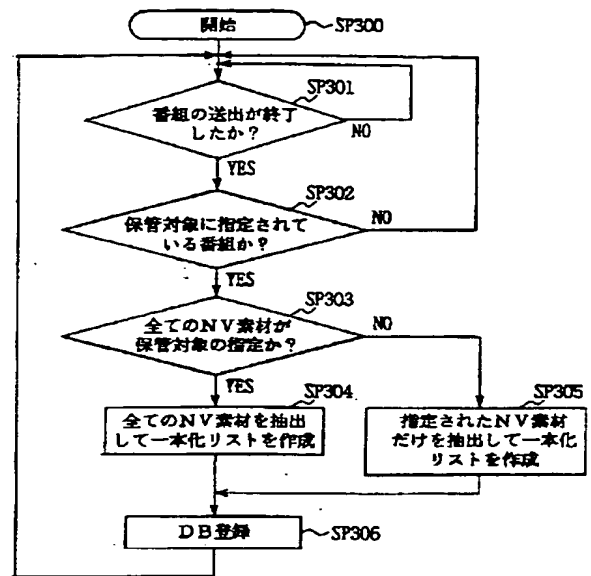 開始
SP300
SP301
番組の送出が終了
したか？
NO
YES
SP302
保管対象に指定されて
いる番組か？
NO
YES
SP303
全てのNV素材が
保管対象の指定か？
NO
YES
SP304
全てのNV素材を抽出
して一本化リストを作成
SP305
指定されたNV素材
だけを抽出して一本化
リストを作成
DB登録
SP306